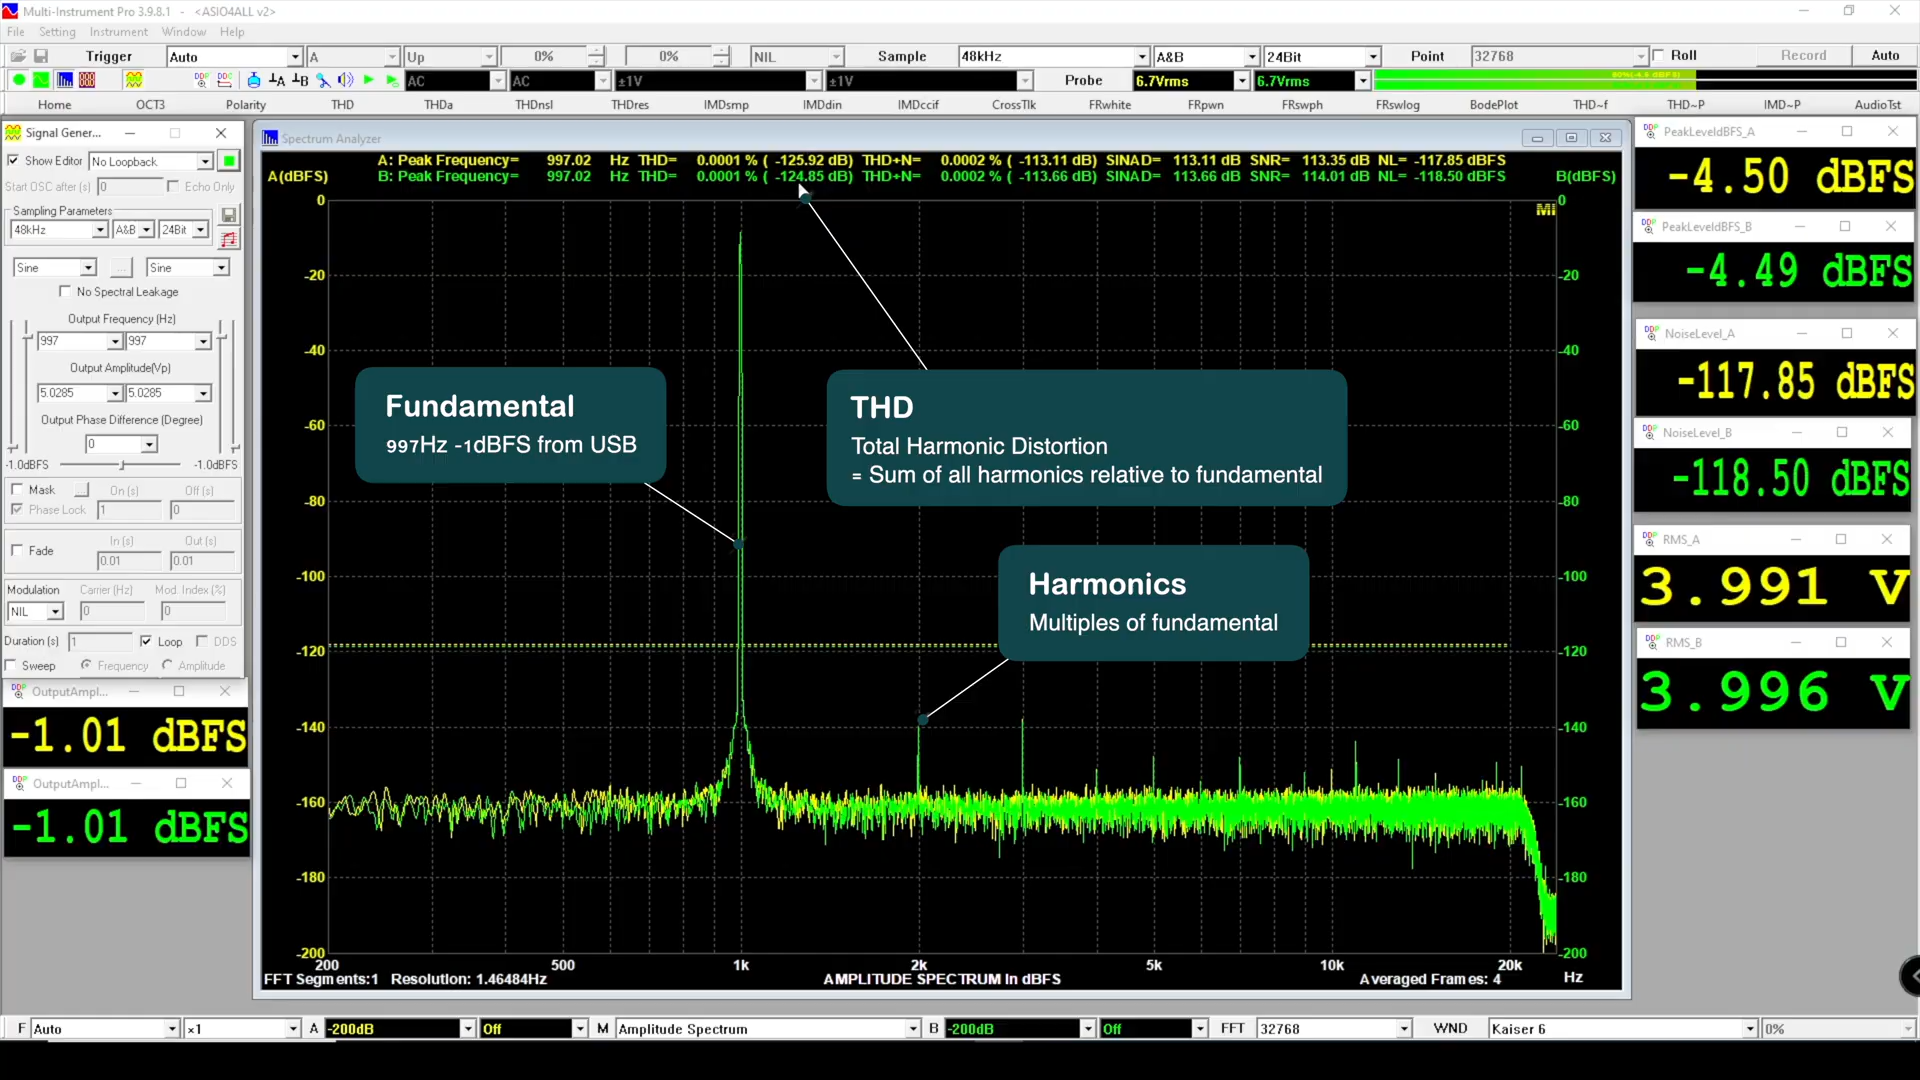 Multi-Instrument Pro 3.9.8.1 - <ASIO4ALL v2>
File Setting Instrument Window Help
Trigger Auto A Up 0% 0% NIL Sample 48kHz A&B 24Bit Point 32768 Roll Record Auto
AC AC ±1V ±1V Probe 6.7Vrms 6.7Vrms
Home OCT3 Polarity THD THDa THDnsl THDres IMDsmp IMDdin IMDccif CrossTlk FRwhite FRpwn FRswph FRswlog BodePlot THD~f THD~P IMD~P AudioTst
Signal Gener...
Show Editor No Loopback
Start OSC after (s) 0 Echo Only
Sampling Parameters
48kHz A&B 24Bit
Sine ... Sine
No Spectral Leakage
Output Frequency (Hz)
997 997
Output Amplitude(Vp)
5.0285 5.0285
Output Phase Difference (Degree)
0
-1.0dBFS -1.0dBFS
Mask ... On (s) Off (s)
Phase Lock 1 0
Fade In (s) Out (s)
0.01 0.01
Modulation Carrier (Hz) Mod. Index (%)
NIL 0 0
Duration (s) 1 Loop DDS
Sweep Frequency Amplitude
OutputAmpl...
-1.01 dBFS
OutputAmpl...
-1.01 dBFS
Spectrum Analyzer
A: Peak Frequency= 997.02 Hz THD= 0.0001 % ( -125.92 dB) THD+N= 0.0002 % ( -113.11 dB) SINAD= 113.11 dB SNR= 113.35 dB NL= -117.85 dBFS
A(dBFS) B: Peak Frequency= 997.02 Hz THD= 0.0001 % ( -124.85 dB) THD+N= 0.0002 % ( -113.66 dB) SINAD= 113.66 dB SNR= 114.01 dB NL= -118.50 dBFS B(dBFS)
0 MI 0
-20 -20
-40 -40
-60 -60
-80 -80
-100 -100
-120 -120
-140 -140
-160 -160
-180 -180
-200 -200
Fundamental
997Hz -1dBFS from USB
THD
Total Harmonic Distortion
= Sum of all harmonics relative to fundamental
Harmonics
Multiples of fundamental
200 500 1k 2k 5k 10k 20k
FFT Segments:1 Resolution: 1.46484Hz AMPLITUDE SPECTRUM In dBFS Averaged Frames: 4 Hz
PeakLeveldBFS_A
-4.50 dBFS
PeakLeveldBFS_B
-4.49 dBFS
NoiseLevel_A
-117.85 dBFS
NoiseLevel_B
-118.50 dBFS
RMS_A
3.991 V
RMS_B
3.996 V
F Auto ×1 A -200dB Off M Amplitude Spectrum B -200dB Off FFT 32768 WND Kaiser 6 0%